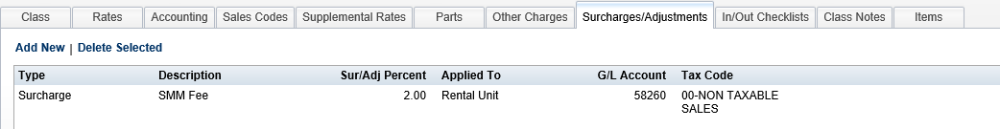 Class Rates Accounting Sales Codes Supplemental Rates Parts Other Charges Surcharges/Adjustments In/Out Checklists Class Notes Items
Add New | Delete Selected
Type Description Sur/Adj Percent Applied To G/L Account Tax Code
Surcharge SMM Fee 2.00 Rental Unit 58260 00-NON TAXABLE
SALES